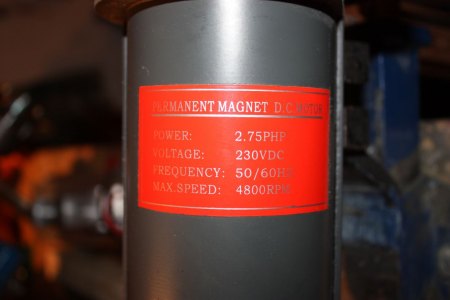 PERMANENT MAGNET D.C MOTOR
POWER: 2.75PHP
VOLTAGE: 230VDC
FREQUENCY: 50/60HZ
MAX.SPEED: 4800RPM